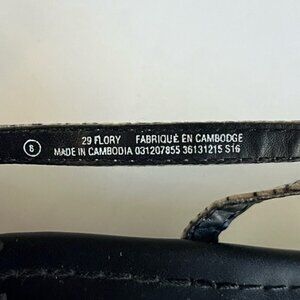 29 FLORY FABRIQUÉ EN CAMBODGE
6 MADE IN CAMBODIA 031207855 36131215 S16